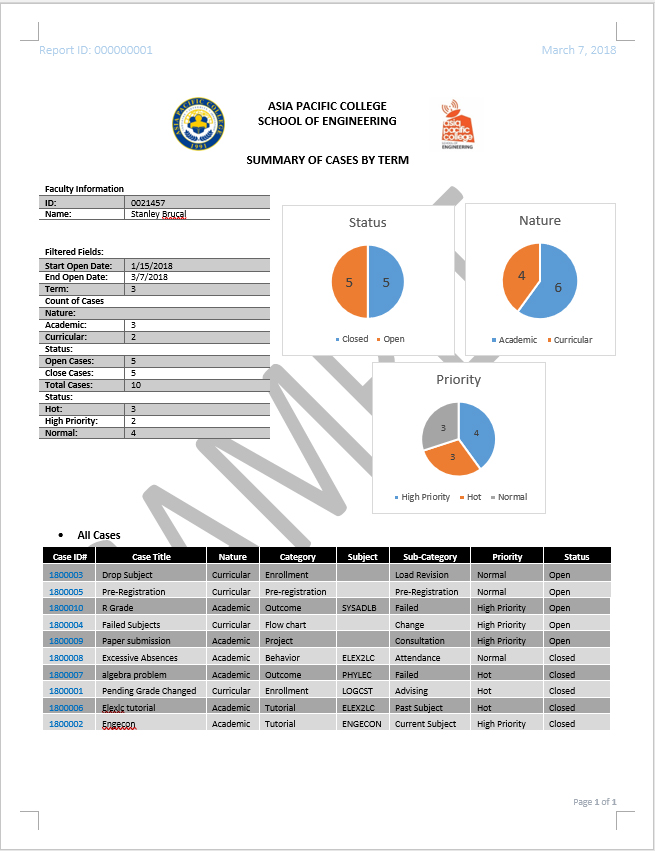 Report ID: 000000001 March 7, 2018
ASIA PACIFIC COLLEGE
SCHOOL OF ENGINEERING
ASIA PACIFIC COLLEGE
1991
asia
pacific
college
ENGINEERING
SUMMARY OF CASES BY TERM
Faculty Information
ID: 0021457
Name: Stanley Brucal
Filtered Fields:
Start Open Date: 1/15/2018
End Open Date: 3/7/2018
Term: 3
Count of Cases
Nature:
Academic: 3
Curricular: 2
Status:
Open Cases: 5
Close Cases: 5
Total Cases: 10
Status:
Hot: 3
High Priority: 2
Normal: 4
Status
5 5
Closed Open
Nature
4 6
Academic Curricular
Priority
3 4
3
High Priority Hot Normal
SAMPLE
• All Cases
Case ID# Case Title Nature Category Subject Sub-Category Priority Status
1800003 Drop Subject Curricular Enrollment Load Revision Normal Open
1800005 Pre-Registration Curricular Pre-registration Pre-Registration Normal Open
1800010 R Grade Academic Outcome SYSADLB Failed High Priority Open
1800004 Failed Subjects Curricular Flow chart Change High Priority Open
1800009 Paper submission Academic Project Consultation High Priority Open
1800008 Excessive Absences Academic Behavior ELEX2LC Attendance Normal Closed
1800007 algebra problem Academic Outcome PHYLEC Failed Hot Closed
1800001 Pending Grade Changed Curricular Enrollment LOGCST Advising Hot Closed
1800006 Elexlc tutorial Academic Tutorial ELEX2LC Past Subject Hot Closed
1800002 Engecon Academic Tutorial ENGECON Current Subject High Priority Closed
Page 1 of 1